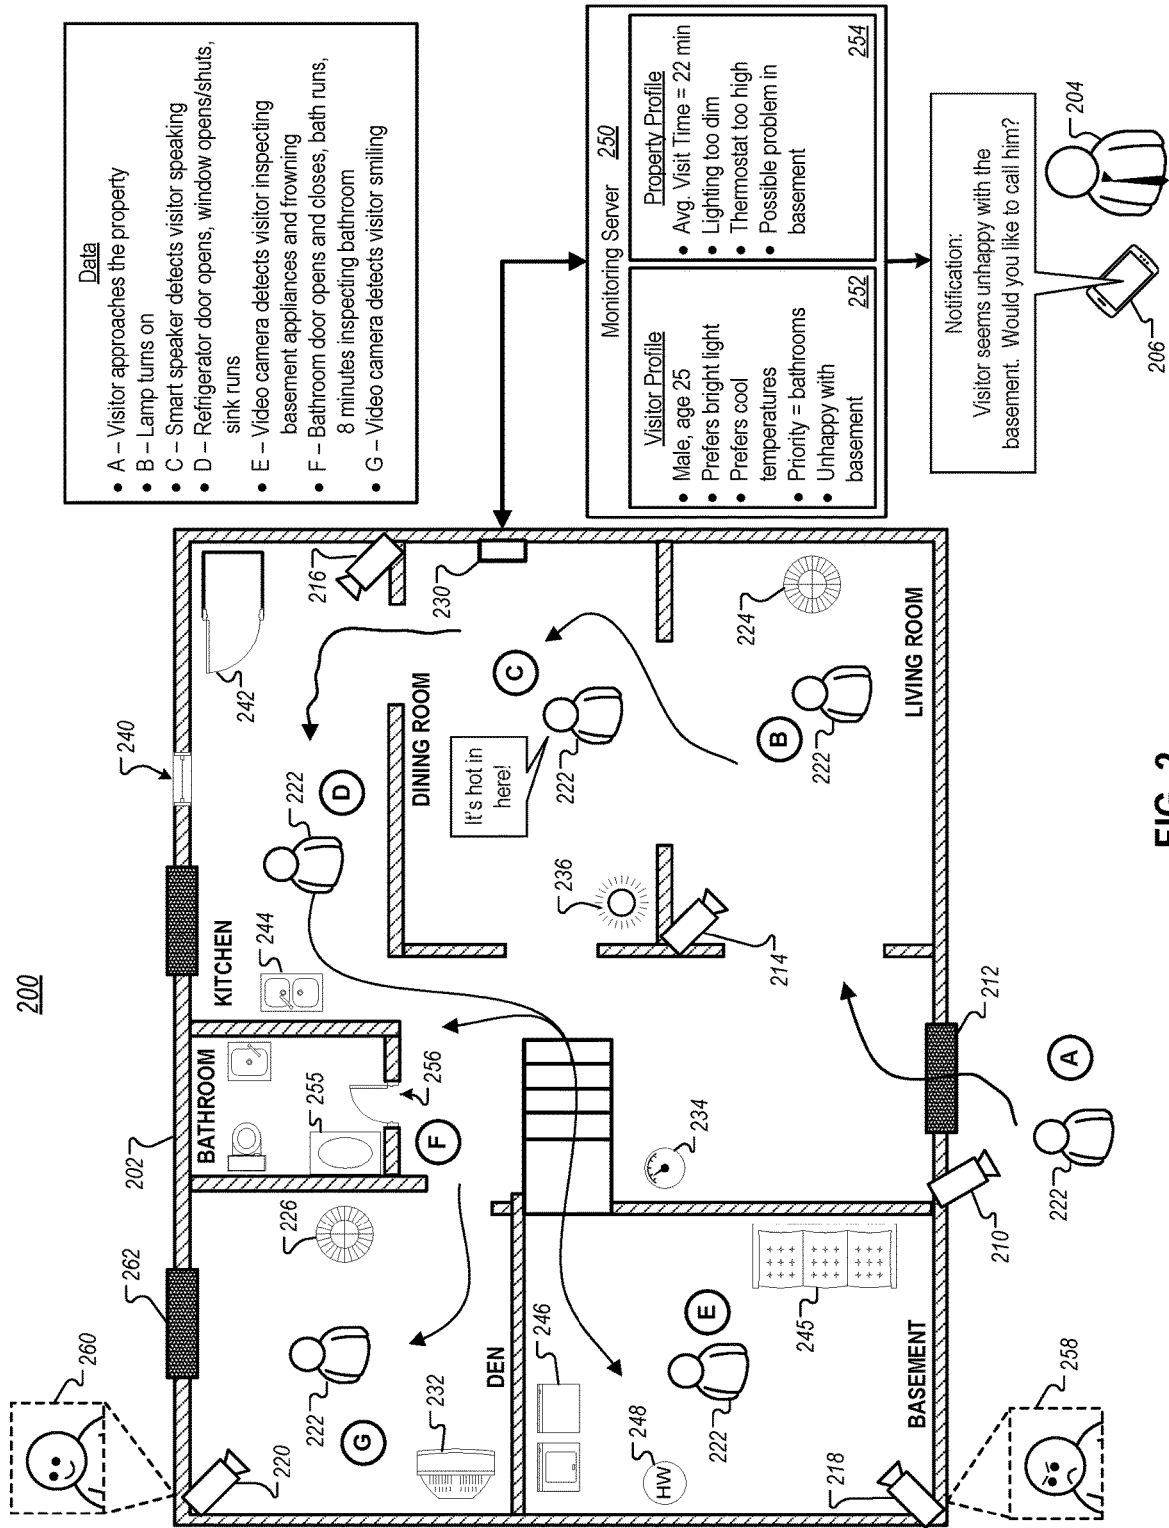 200
Data
• A – Visitor approaches the property
• B – Lamp turns on
• C – Smart speaker detects visitor speaking
• D – Refrigerator door opens, window opens/shuts,
sink runs
• E – Video camera detects visitor inspecting
basement appliances and frowning
• F – Bathroom door opens and closes, bath runs,
8 minutes inspecting bathroom
• G – Video camera detects visitor smiling
Monitoring Server 250
Visitor Profile
• Male, age 25
• Prefers bright light
• Prefers cool
temperatures
• Priority = bathrooms
• Unhappy with
basement
252
Property Profile
• Avg. Visit Time = 22 min
• Lighting too dim
• Thermostat too high
• Possible problem in
basement
254
Notification:
Visitor seems unhappy with the
basement. Would you like to call him?
204
206
260
262
202
240
220
G
222
232
DEN
226
BATHROOM
255
256
F
KITCHEN
244
222
D
242
216
230
DINING ROOM
It's hot in
here!
222
C
236
214
234
246
248
HW
E
222
245
BASEMENT
218
258
B
222
224
LIVING ROOM
212
210
222
A
FIG. 2